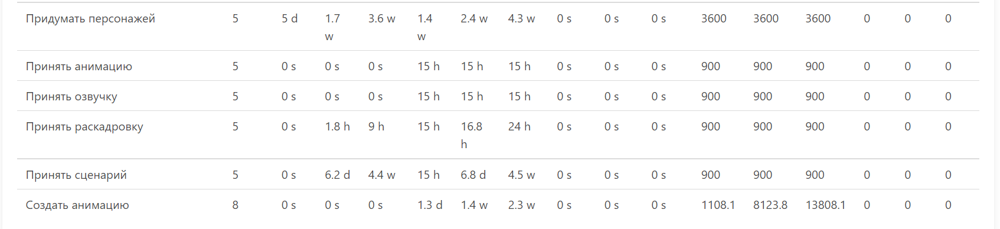 Придумать персонажей 5 5 d 1.7 w 3.6 w 1.4 w 2.4 w 4.3 w 0 s 0 s 0 s 3600 3600 3600 0 0 0
Принять анимацию 5 0 s 0 s 0 s 15 h 15 h 15 h 0 s 0 s 0 s 900 900 900 0 0 0
Принять озвучку 5 0 s 0 s 0 s 15 h 15 h 15 h 0 s 0 s 0 s 900 900 900 0 0 0
Принять раскадровку 5 0 s 1.8 h 9 h 15 h 16.8 h 24 h 0 s 0 s 0 s 900 900 900 0 0 0
Принять сценарий 5 0 s 6.2 d 4.4 w 15 h 6.8 d 4.5 w 0 s 0 s 0 s 900 900 900 0 0 0
Создать анимацию 8 0 s 0 s 0 s 1.3 d 1.4 w 2.3 w 0 s 0 s 0 s 1108.1 8123.8 13808.1 0 0 0